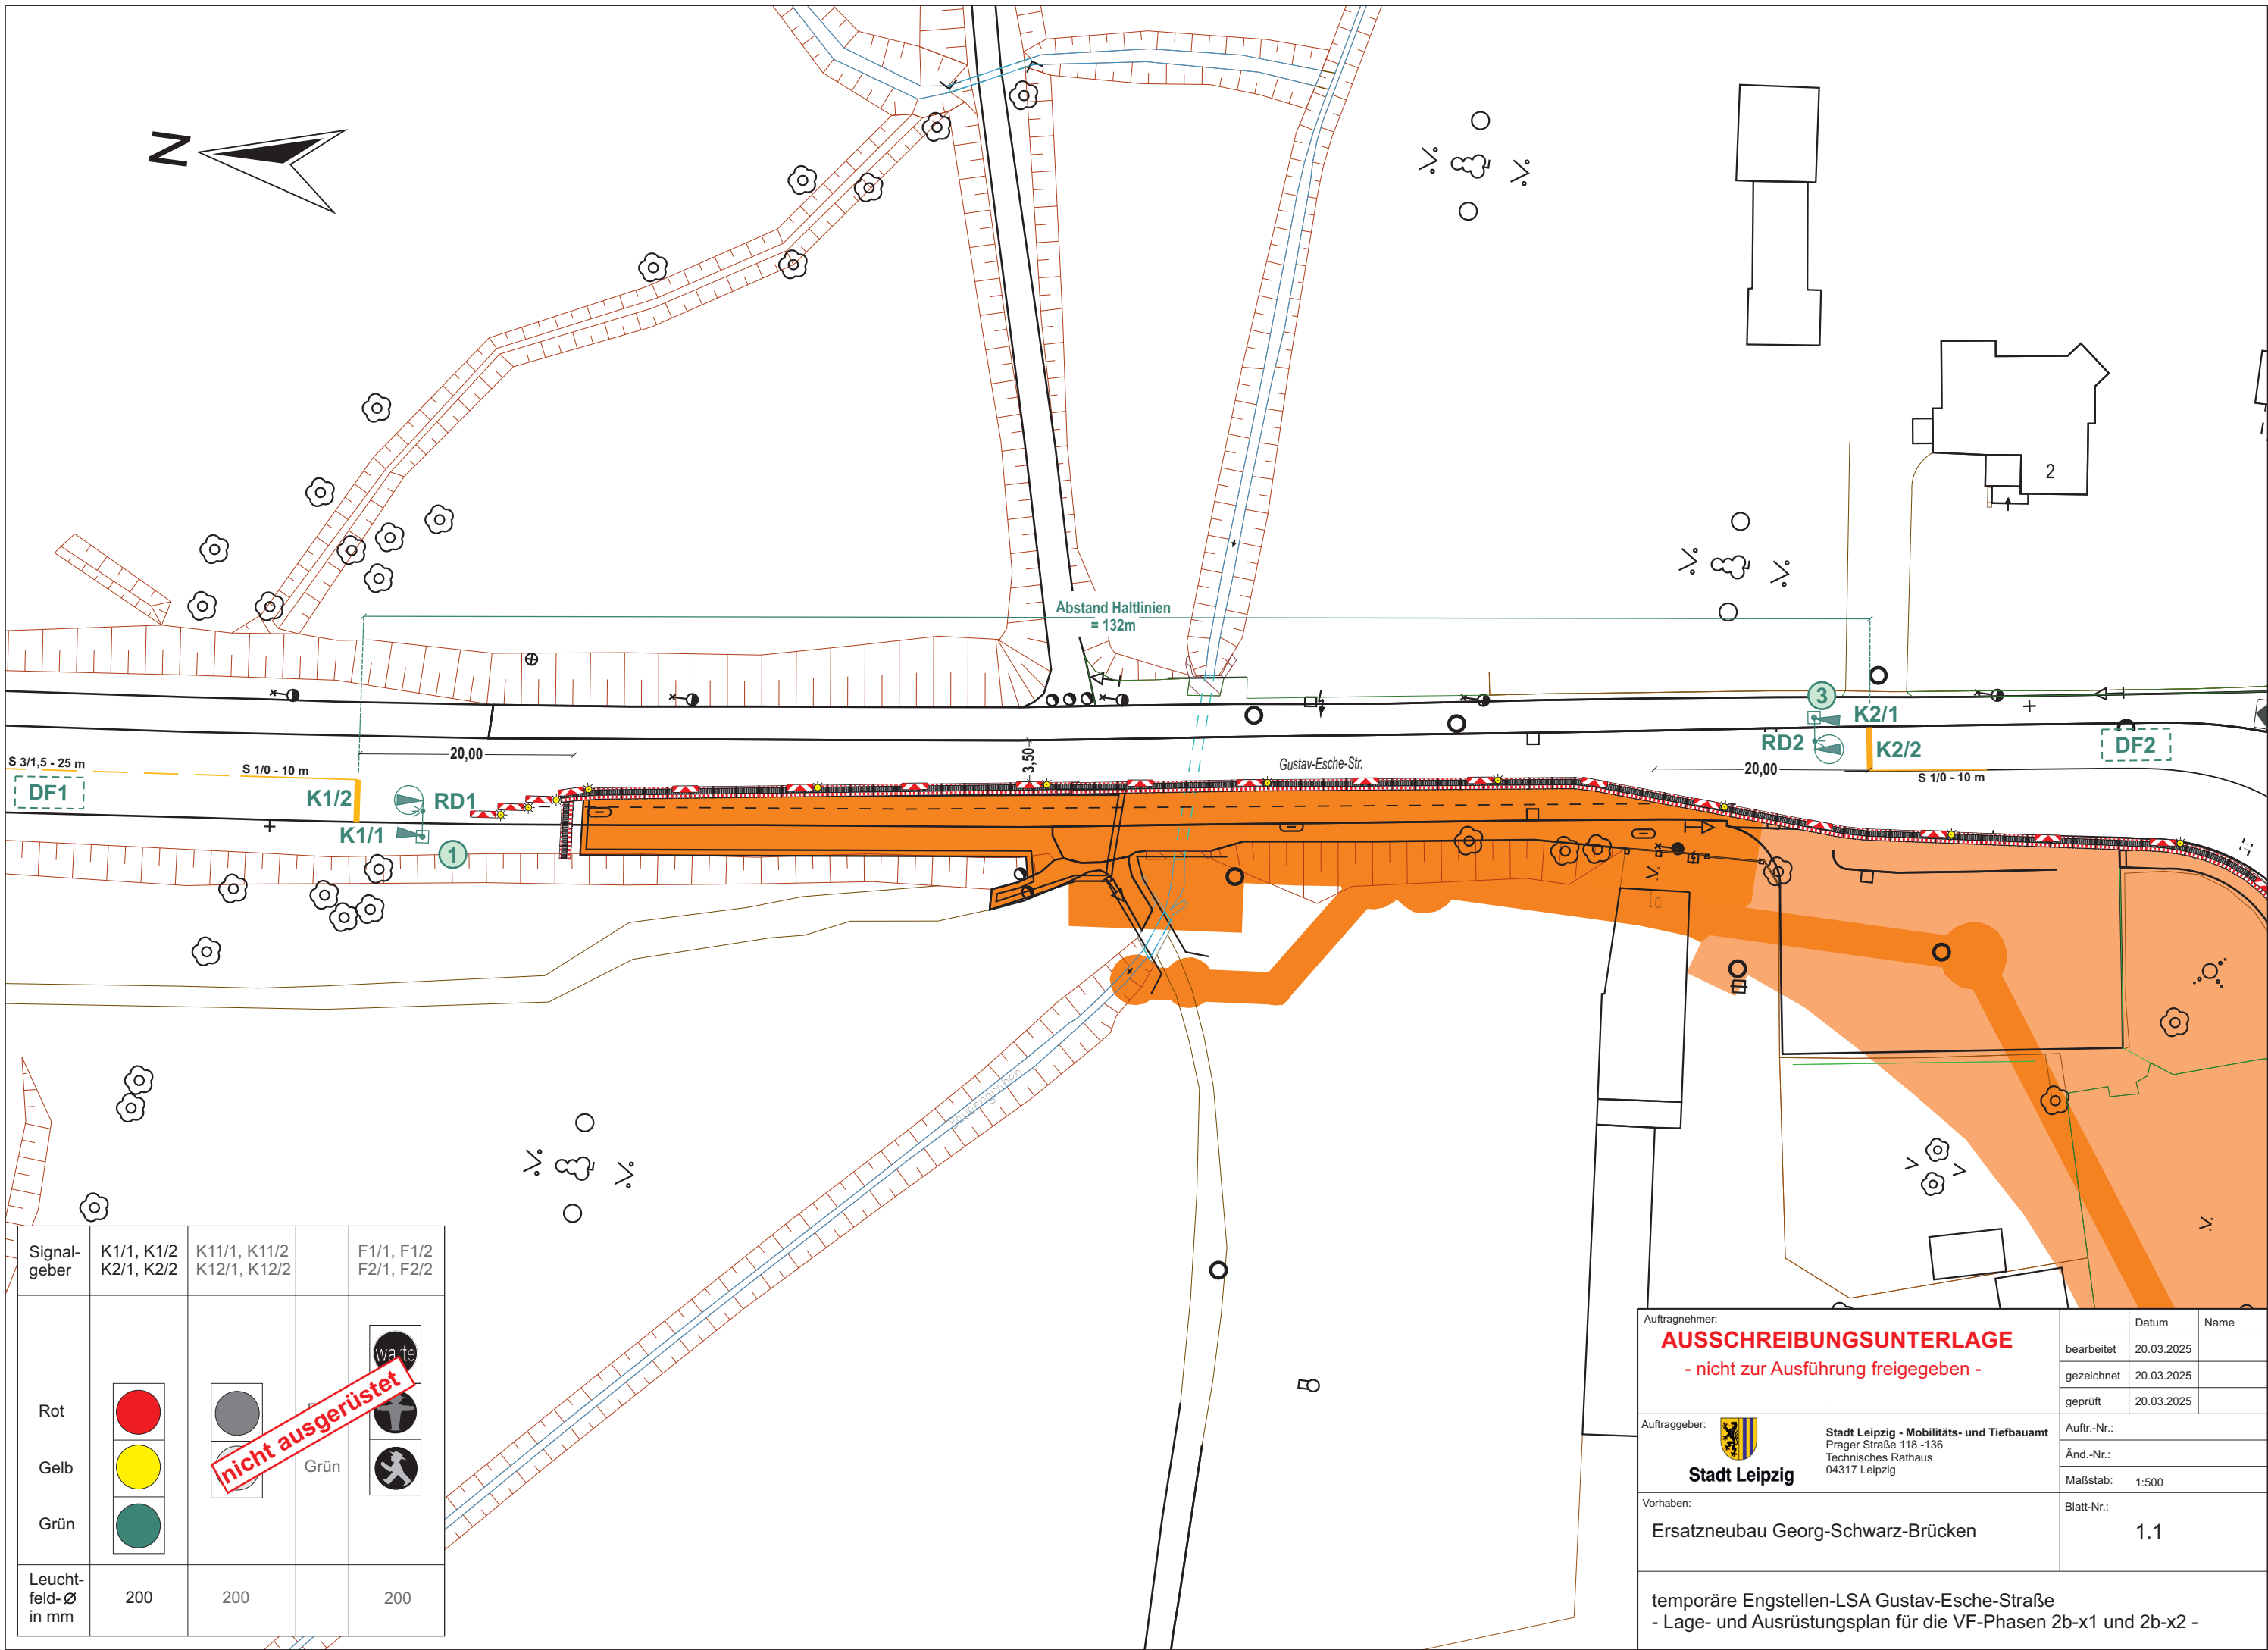 N
Abstand Haltlinien
= 132m
2
3
K2/1
RD2
K2/2
DF2
20,00
S 1/0 - 10 m
20,00
3,50
Gustav-Esche-Str.
S 3/1,5 - 25 m
S 1/0 - 10 m
DF1
K1/2
RD1
K1/1
1
1a
Bauerngraben
Signal-
geber
K1/1, K1/2
K2/1, K2/2
K11/1, K11/2
K12/1, K12/2
F1/1, F1/2
F2/1, F2/2
warte
nicht ausgerüstet
Rot
Gelb
Grün
Grün
Leucht-
feld-Ø
in mm
200
200
200
Auftragnehmer:
AUSSCHREIBUNGSUNTERLAGE
- nicht zur Ausführung freigegeben -
Datum
Name
bearbeitet
20.03.2025
gezeichnet
20.03.2025
geprüft
20.03.2025
Auftraggeber:
Stadt Leipzig
Stadt Leipzig - Mobilitäts- und Tiefbauamt
Prager Straße 118 -136
Technisches Rathaus
04317 Leipzig
Auftr.-Nr.:
Änd.-Nr.:
Maßstab: 1:500
Vorhaben:
Ersatzneubau Georg-Schwarz-Brücken
Blatt-Nr.:
1.1
temporäre Engstellen-LSA Gustav-Esche-Straße
- Lage- und Ausrüstungsplan für die VF-Phasen 2b-x1 und 2b-x2 -